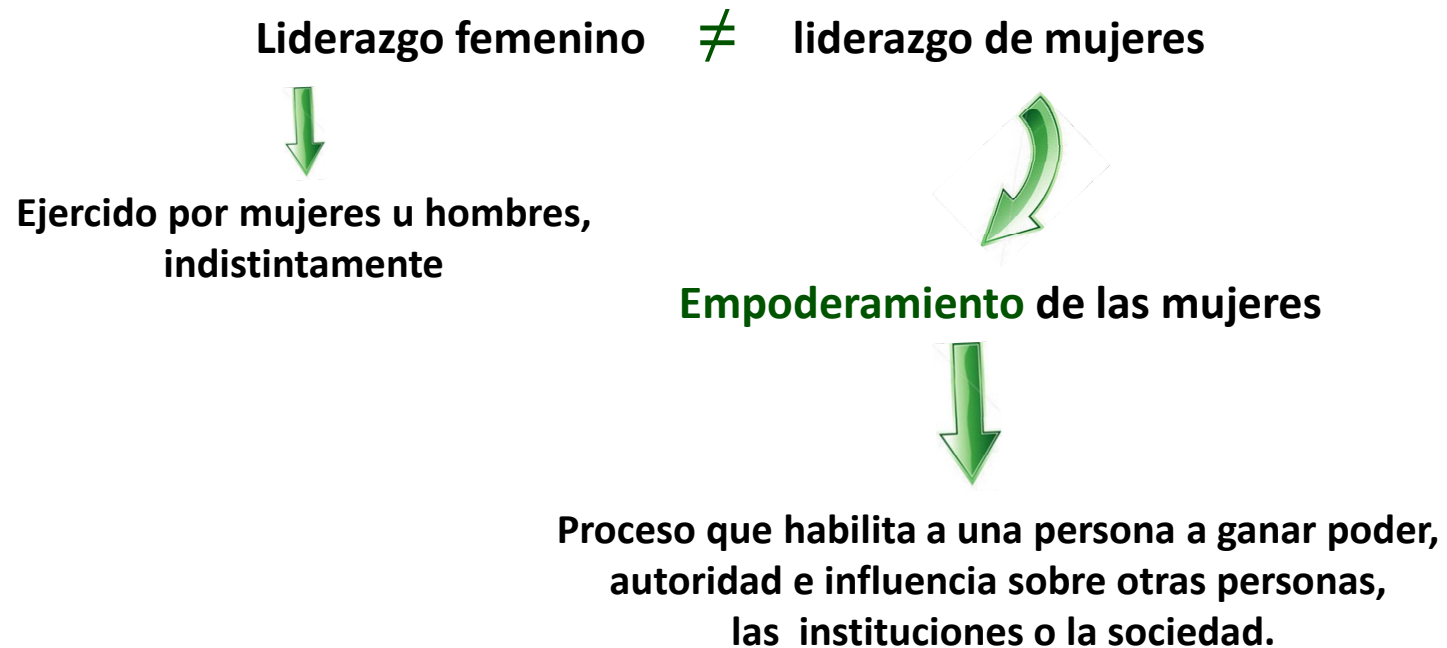 Liderazgo femenino ≠ liderazgo de mujeres
Ejercido por mujeres u hombres,
indistintamente
Empoderamiento de las mujeres
Proceso que habilita a una persona a ganar poder,
autoridad e influencia sobre otras personas,
las instituciones o la sociedad.